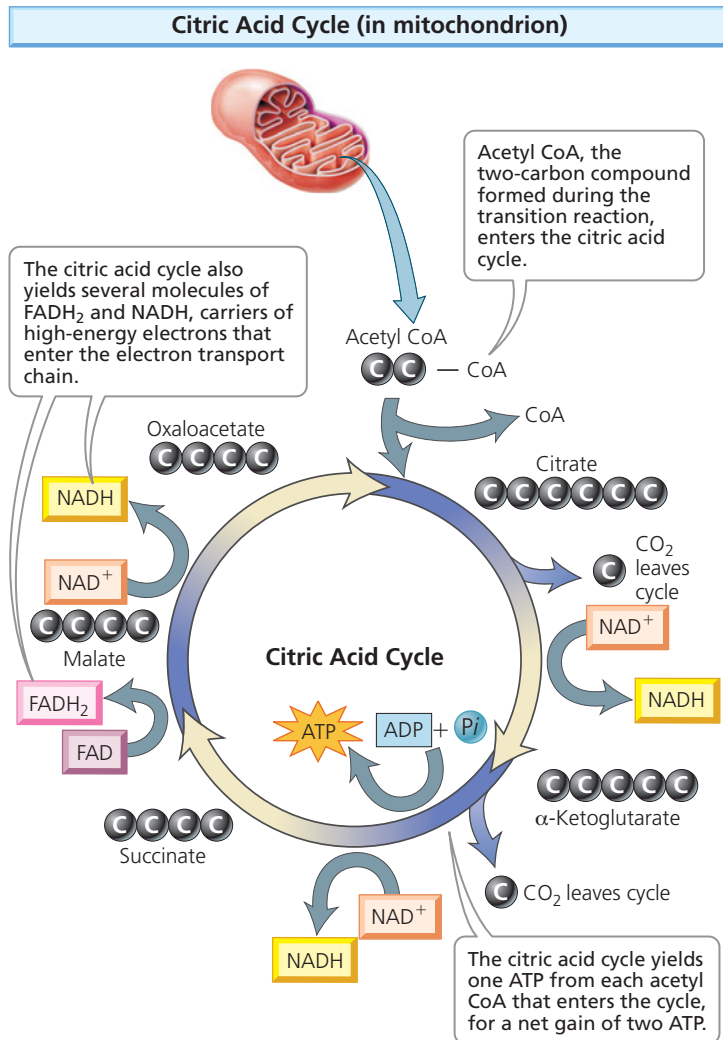 Citric Acid Cycle (in mitochondrion)
Acetyl CoA, the
two-carbon compound
formed during the
transition reaction,
enters the citric acid
cycle.
The citric acid cycle also
yields several molecules of
FADH₂ and NADH, carriers of
high-energy electrons that
enter the electron transport
chain.
Acetyl CoA
C C — CoA
CoA
Oxaloacetate
C C C C
Citrate
C C C C C C
NADH
NAD⁺
C
CO₂
leaves
cycle
NAD⁺
NADH
C C C C
Malate
Citric Acid Cycle
FADH₂
FAD
ATP
ADP + Pi
C C C C C
α-Ketoglutarate
C C C C
Succinate
C CO₂ leaves cycle
NAD⁺
NADH
The citric acid cycle yields
one ATP from each acetyl
CoA that enters the cycle,
for a net gain of two ATP.